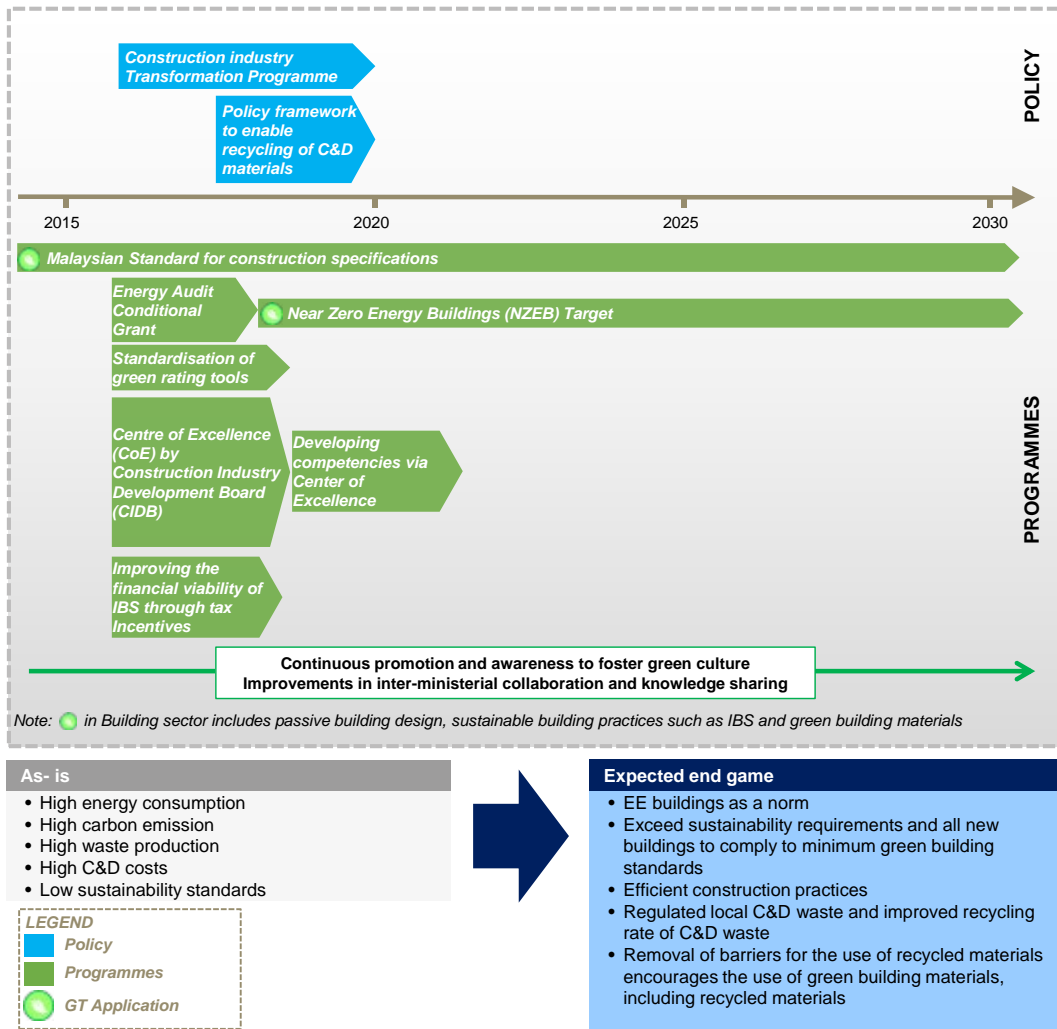 Construction industry
Transformation Programme
POLICY
Policy framework
to enable
recycling of C&D
materials
2015
2020
2025
2030
Malaysian Standard for construction specifications
Energy Audit
Conditional
Grant
Near Zero Energy Buildings (NZEB) Target
Standardisation of
green rating tools
PROGRAMMES
Centre of Excellence
(CoE) by
Construction Industry
Development Board
(CIDB)
Developing
competencies via
Center of
Excellence
Improving the
financial viability of
IBS through tax
Incentives
Continuous promotion and awareness to foster green culture
Improvements in inter-ministerial collaboration and knowledge sharing
Note: in Building sector includes passive building design, sustainable building practices such as IBS and green building materials
As- is
• High energy consumption
• High carbon emission
• High waste production
• High C&D costs
• Low sustainability standards
LEGEND
Policy
Programmes
GT Application
Expected end game
• EE buildings as a norm
• Exceed sustainability requirements and all new
buildings to comply to minimum green building
standards
• Efficient construction practices
• Regulated local C&D waste and improved recycling
rate of C&D waste
• Removal of barriers for the use of recycled materials
encourages the use of green building materials,
including recycled materials